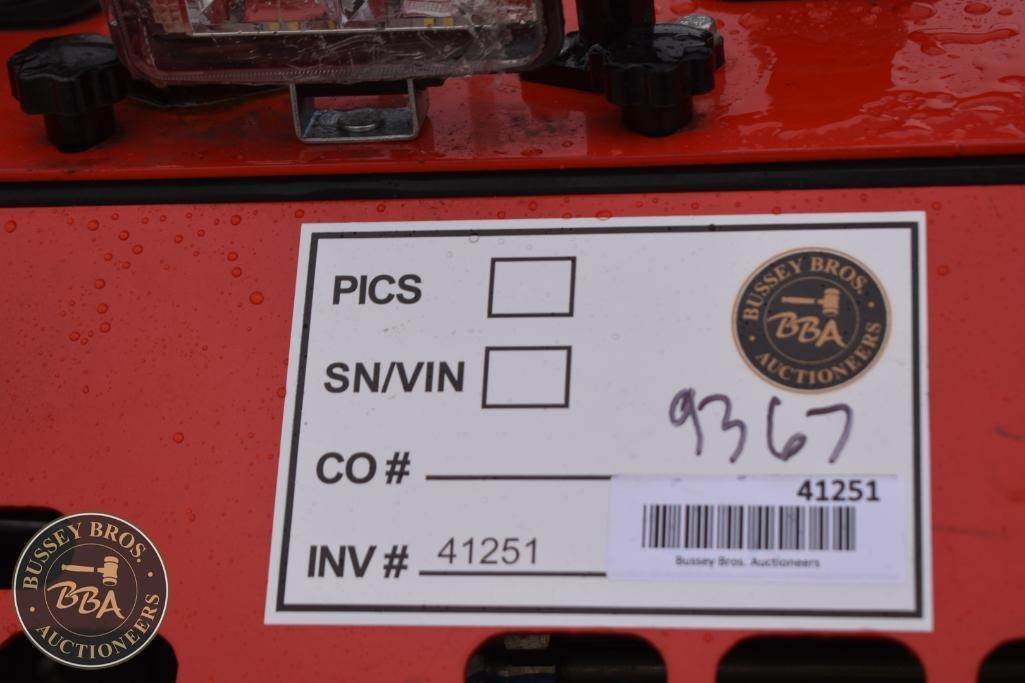 PICS
BUSSEY BROS.
BBA
AUCTIONEERS
SN/VIN
9367
CO #
41251
INV # 41251
Bussey Bros. Auctioneers
BUSSEY BROS.
BBA
AUCTIONEERS